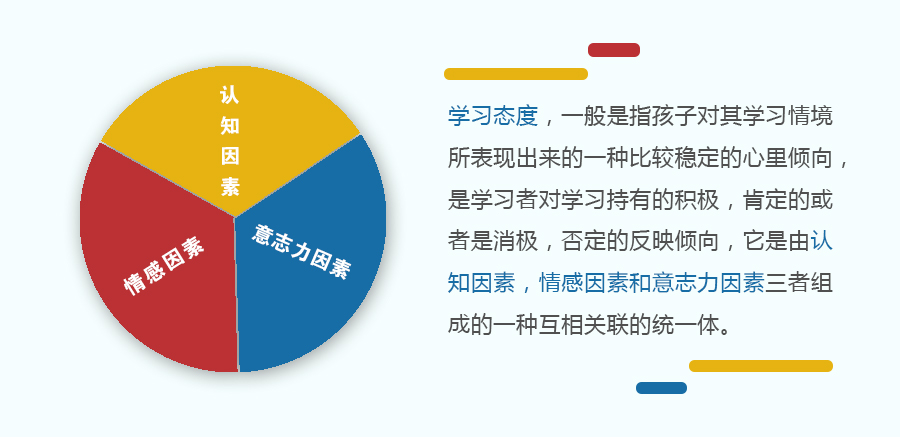 认知因素
情感因素
意志力因素
学习态度，一般是指孩子对其学习情境
所表现出来的一种比较稳定的心里倾向，
是学习者对学习持有的积极，肯定的或
者是消极，否定的反映倾向，它是由认
知因素，情感因素和意志力因素三者组
成的一种互相关联的统一体。